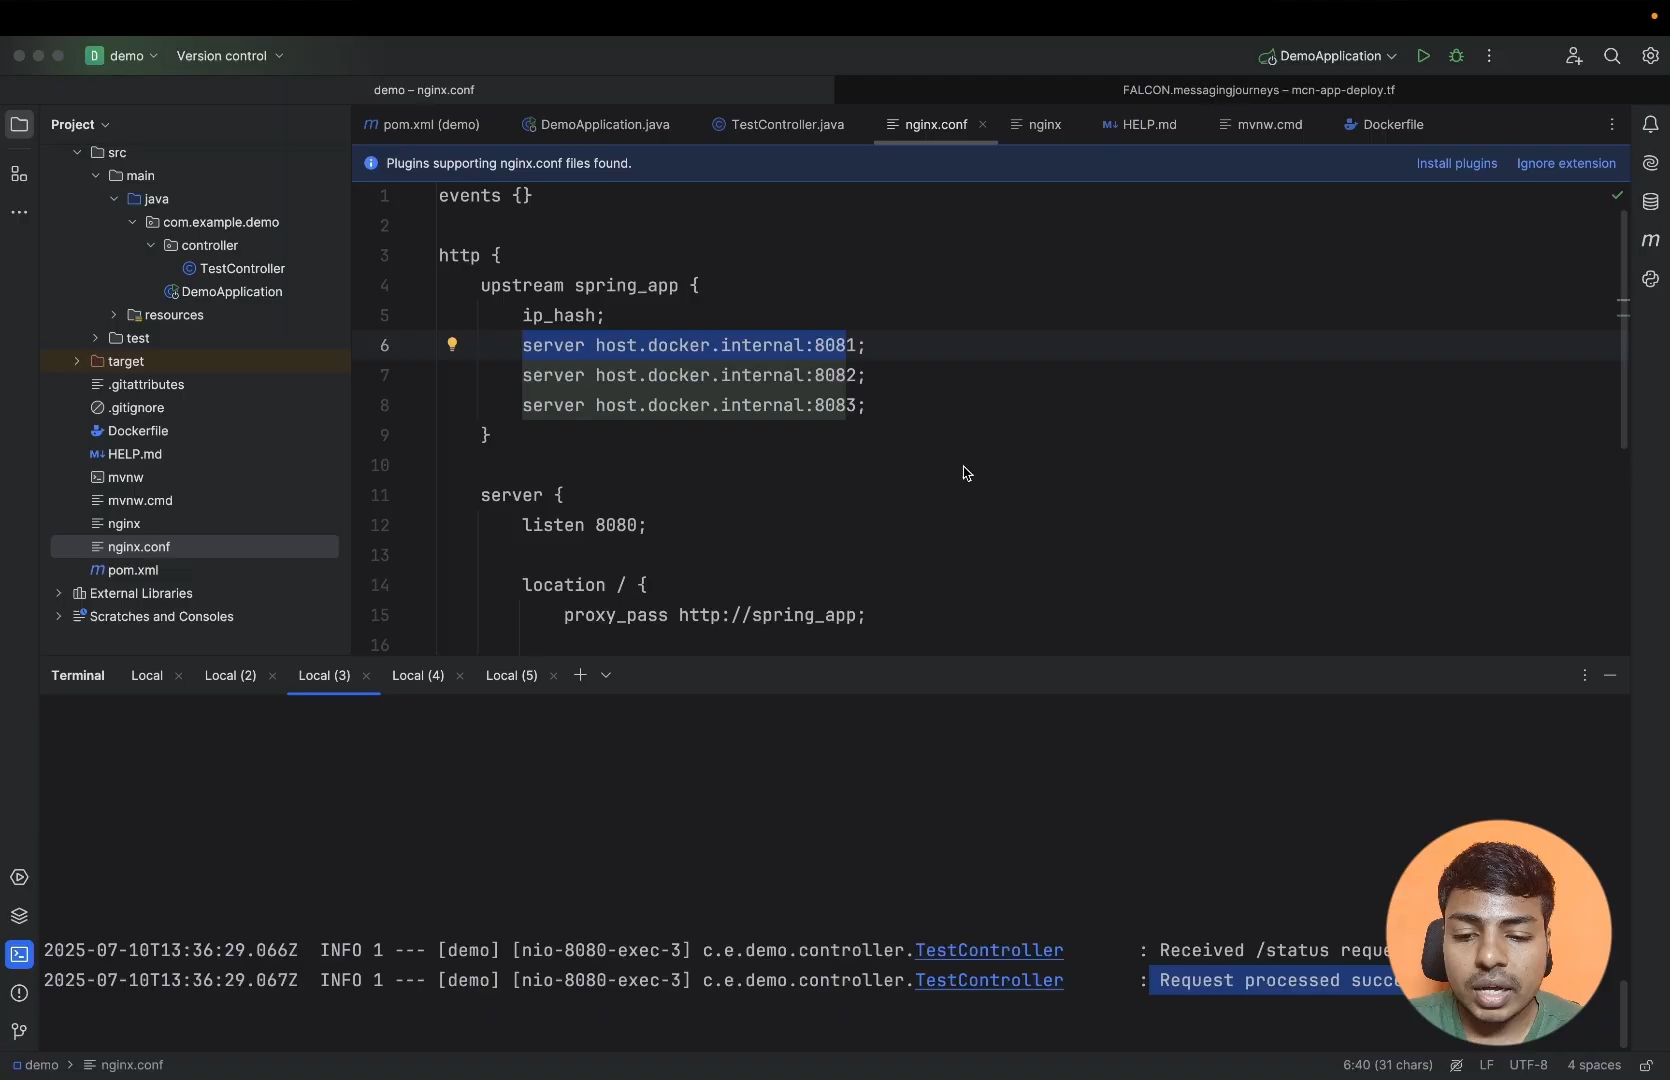 D demo Version control DemoApplication
demo – nginx.conf FALCON.messagingjourneys – mcn-app-deploy.tf
Project
m pom.xml (demo) DemoApplication.java TestController.java nginx.conf nginx M↓ HELP.md mvnw.cmd Dockerfile
Plugins supporting nginx.conf files found. Install plugins Ignore extension
src
main
java
com.example.demo
controller
TestController
DemoApplication
resources
test
target
.gitattributes
.gitignore
Dockerfile
M↓ HELP.md
mvnw
mvnw.cmd
nginx
nginx.conf
m pom.xml
External Libraries
Scratches and Consoles
1 events {}
2
3 http {
4 upstream spring_app {
5 ip_hash;
6 server host.docker.internal:8081;
7 server host.docker.internal:8082;
8 server host.docker.internal:8083;
9 }
10
11 server {
12 listen 8080;
13
14 location / {
15 proxy_pass http://spring_app;
16
Terminal Local Local (2) Local (3) Local (4) Local (5)
2025-07-10T13:36:29.066Z INFO 1 --- [demo] [nio-8080-exec-3] c.e.demo.controller.TestController : Received /status
2025-07-10T13:36:29.067Z INFO 1 --- [demo] [nio-8080-exec-3] c.e.demo.controller.TestController : Request processed
demo > nginx.conf 6:40 (31 chars) LF UTF-8 4 spaces